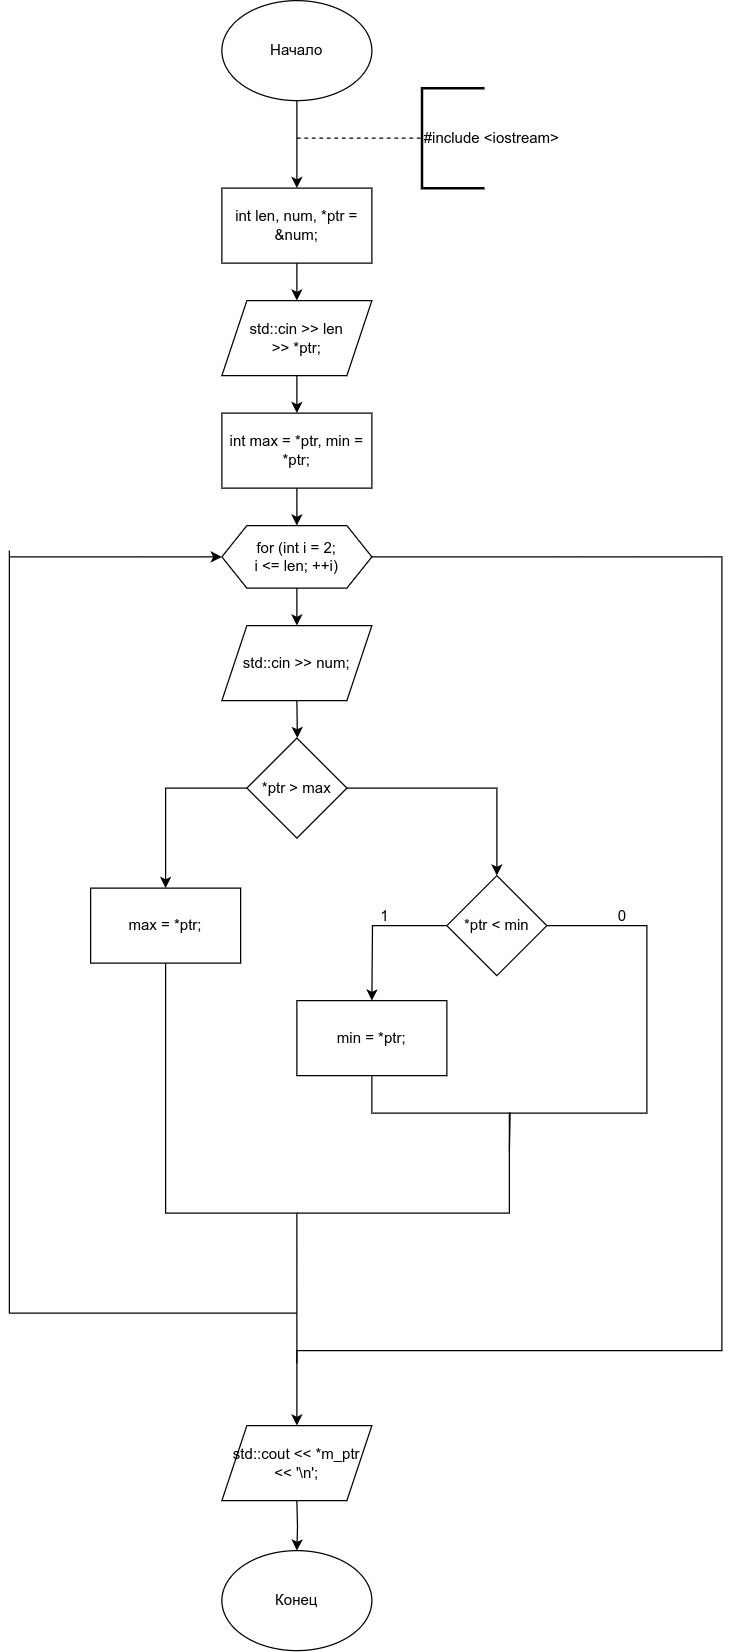 Начало
#include <iostream>
int len, num, *ptr =
&num;
std::cin >> len
>> *ptr;
int max = *ptr, min =
*ptr;
for (int i = 2;
i <= len; ++i)
std::cin >> num;
*ptr > max
max = *ptr;
1
*ptr < min
0
min = *ptr;
std::cout << *m_ptr
<< '\n';
Конец